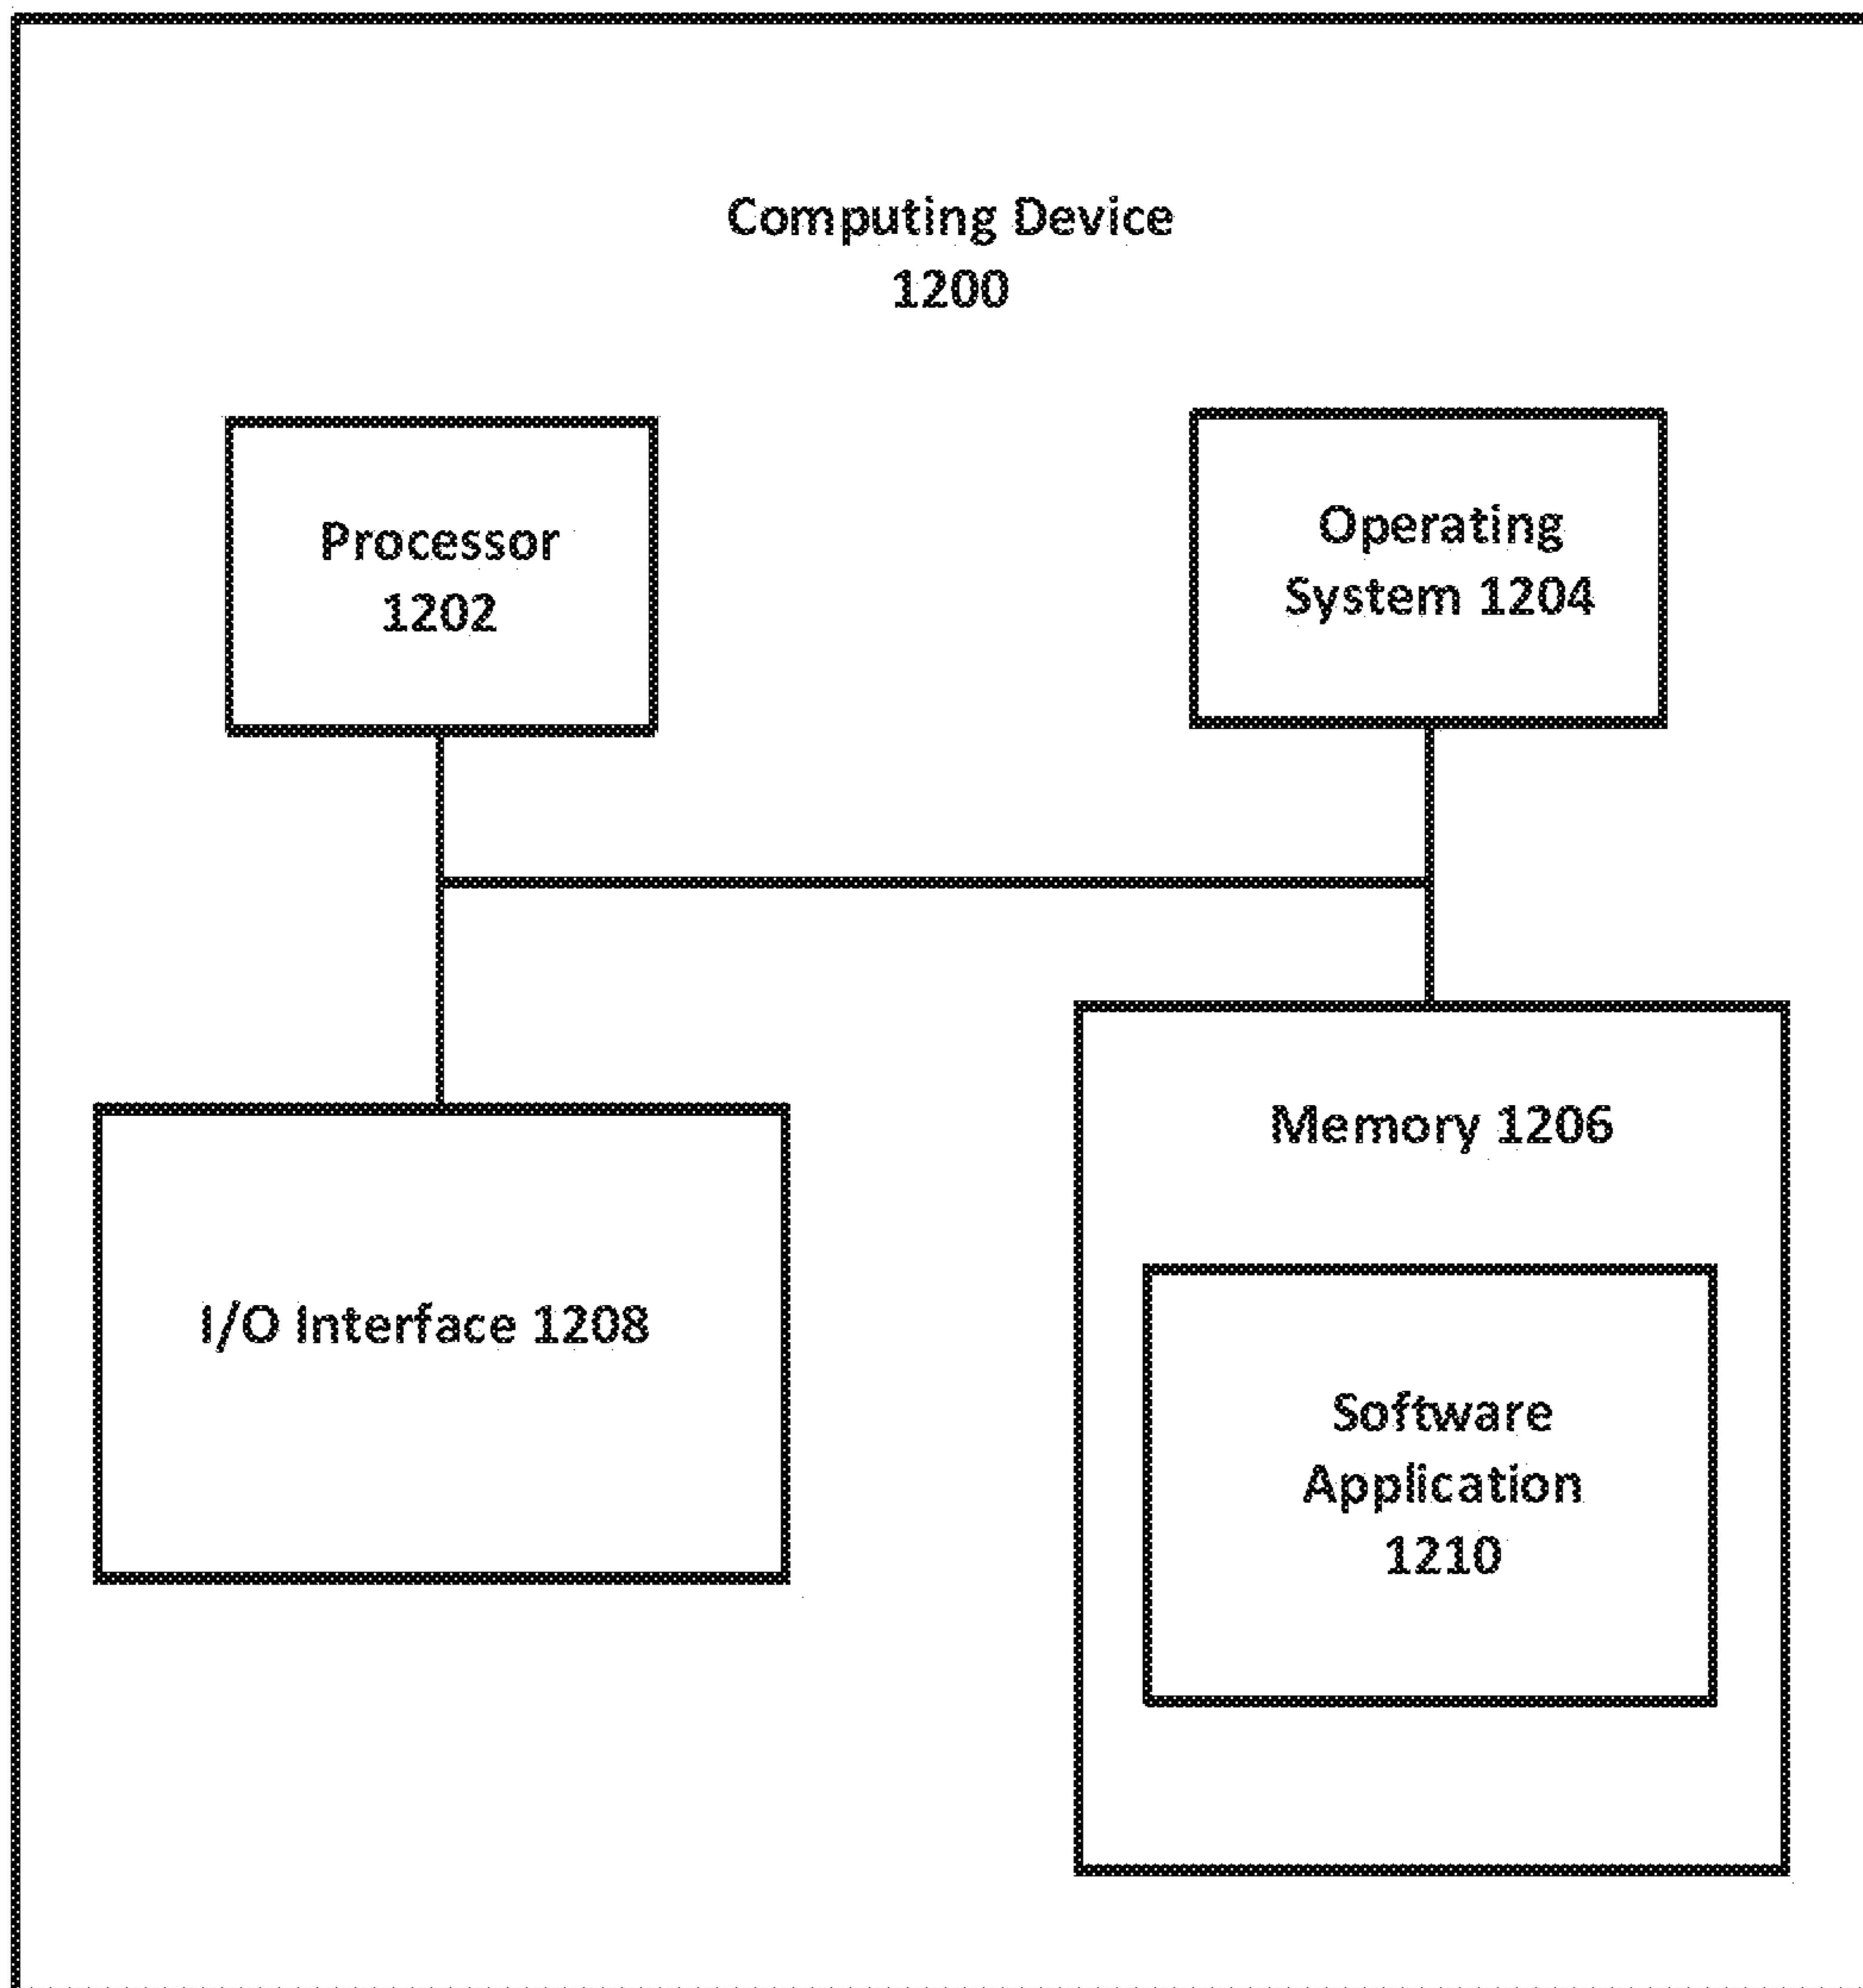 Computing Device
1200
Processor
1202
Operating
System 1204
I/O Interface 1208
Memory 1206
Software
Application
1210